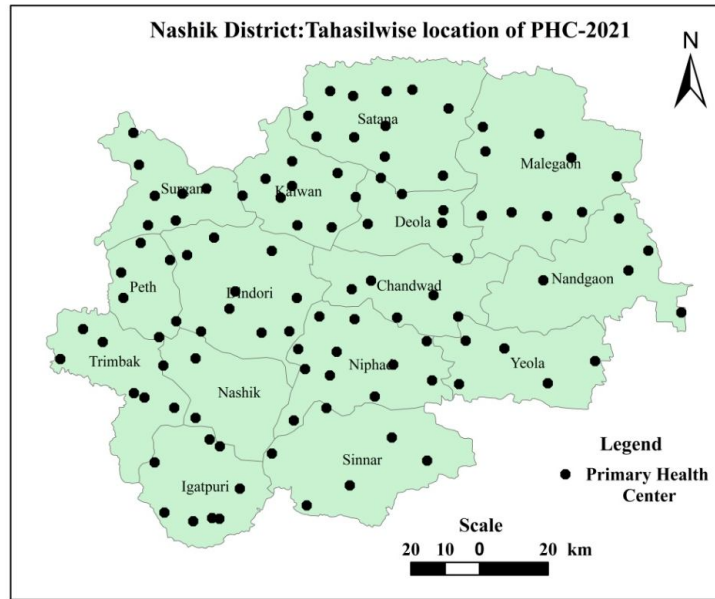 Nashik District:Tahasilwise location of PHC-2021
N
Satana
Malegaon
Surgana
Kalwan
Deola
Peth
Dindori
Chandwad
Nandgaon
Trimbak
Nashik
Niphad
Yeola
Igatpuri
Sinnar
Legend
Primary Health
Center
Scale
20 10 0 20 km